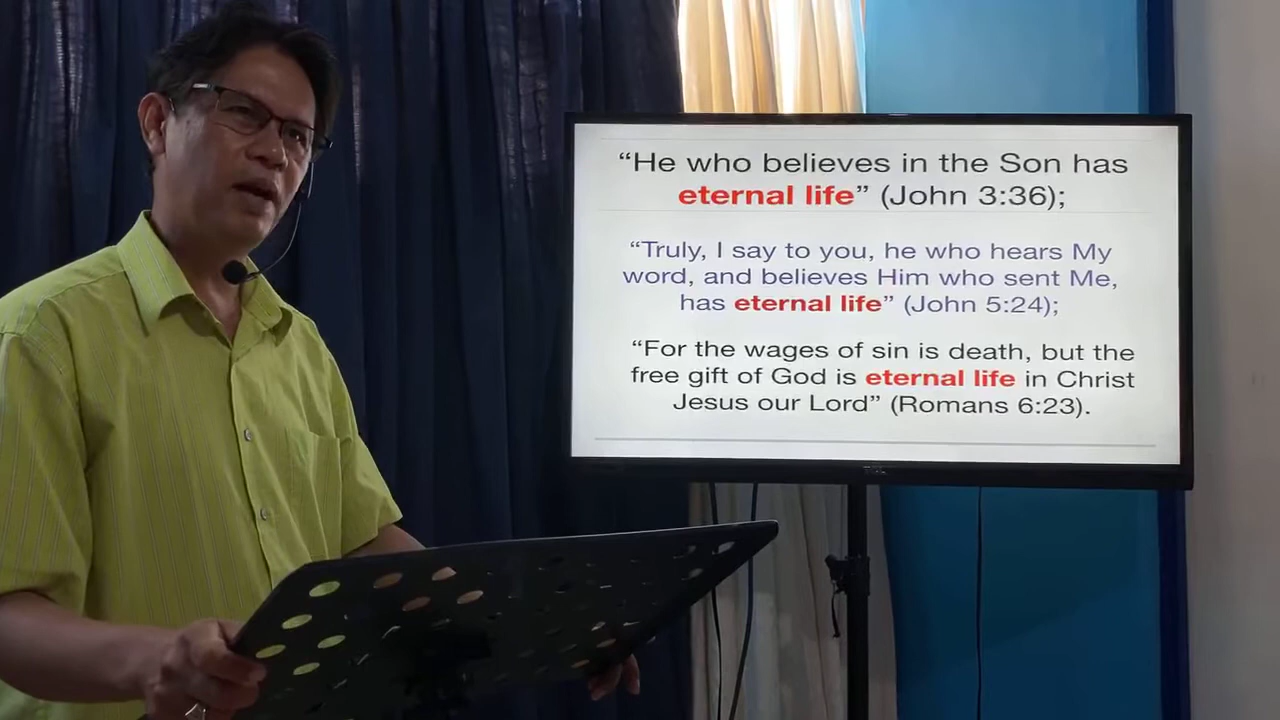 “He who believes in the Son has
eternal life” (John 3:36);
“Truly, I say to you, he who hears My
word, and believes Him who sent Me,
has eternal life” (John 5:24);
“For the wages of sin is death, but the
free gift of God is eternal life in Christ
Jesus our Lord” (Romans 6:23).
TCL